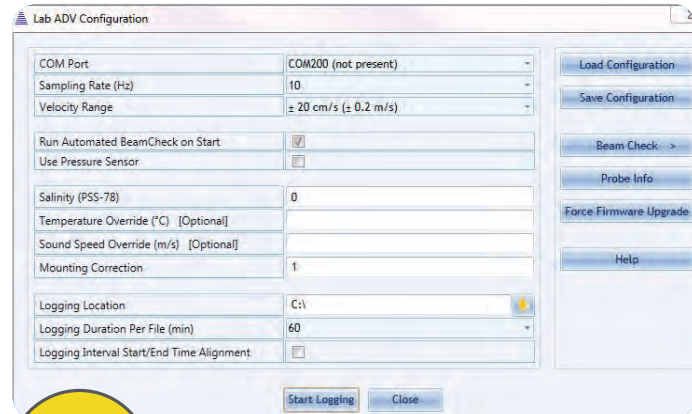 Lab ADV Configuration
COM Port COM200 (not present)
Sampling Rate (Hz) 10
Velocity Range ± 20 cm/s (± 0.2 m/s)
Run Automated BeamCheck on Start
Use Pressure Sensor
Salinity (PSS-78) 0
Temperature Override (°C) [Optional]
Sound Speed Override (m/s) [Optional]
Mounting Correction 1
Logging Location C:\
Logging Duration Per File (min) 60
Logging Interval Start/End Time Alignment
Load Configuration
Save Configuration
Beam Check >
Probe Info
Force Firmware Upgrade
Help
Start Logging Close